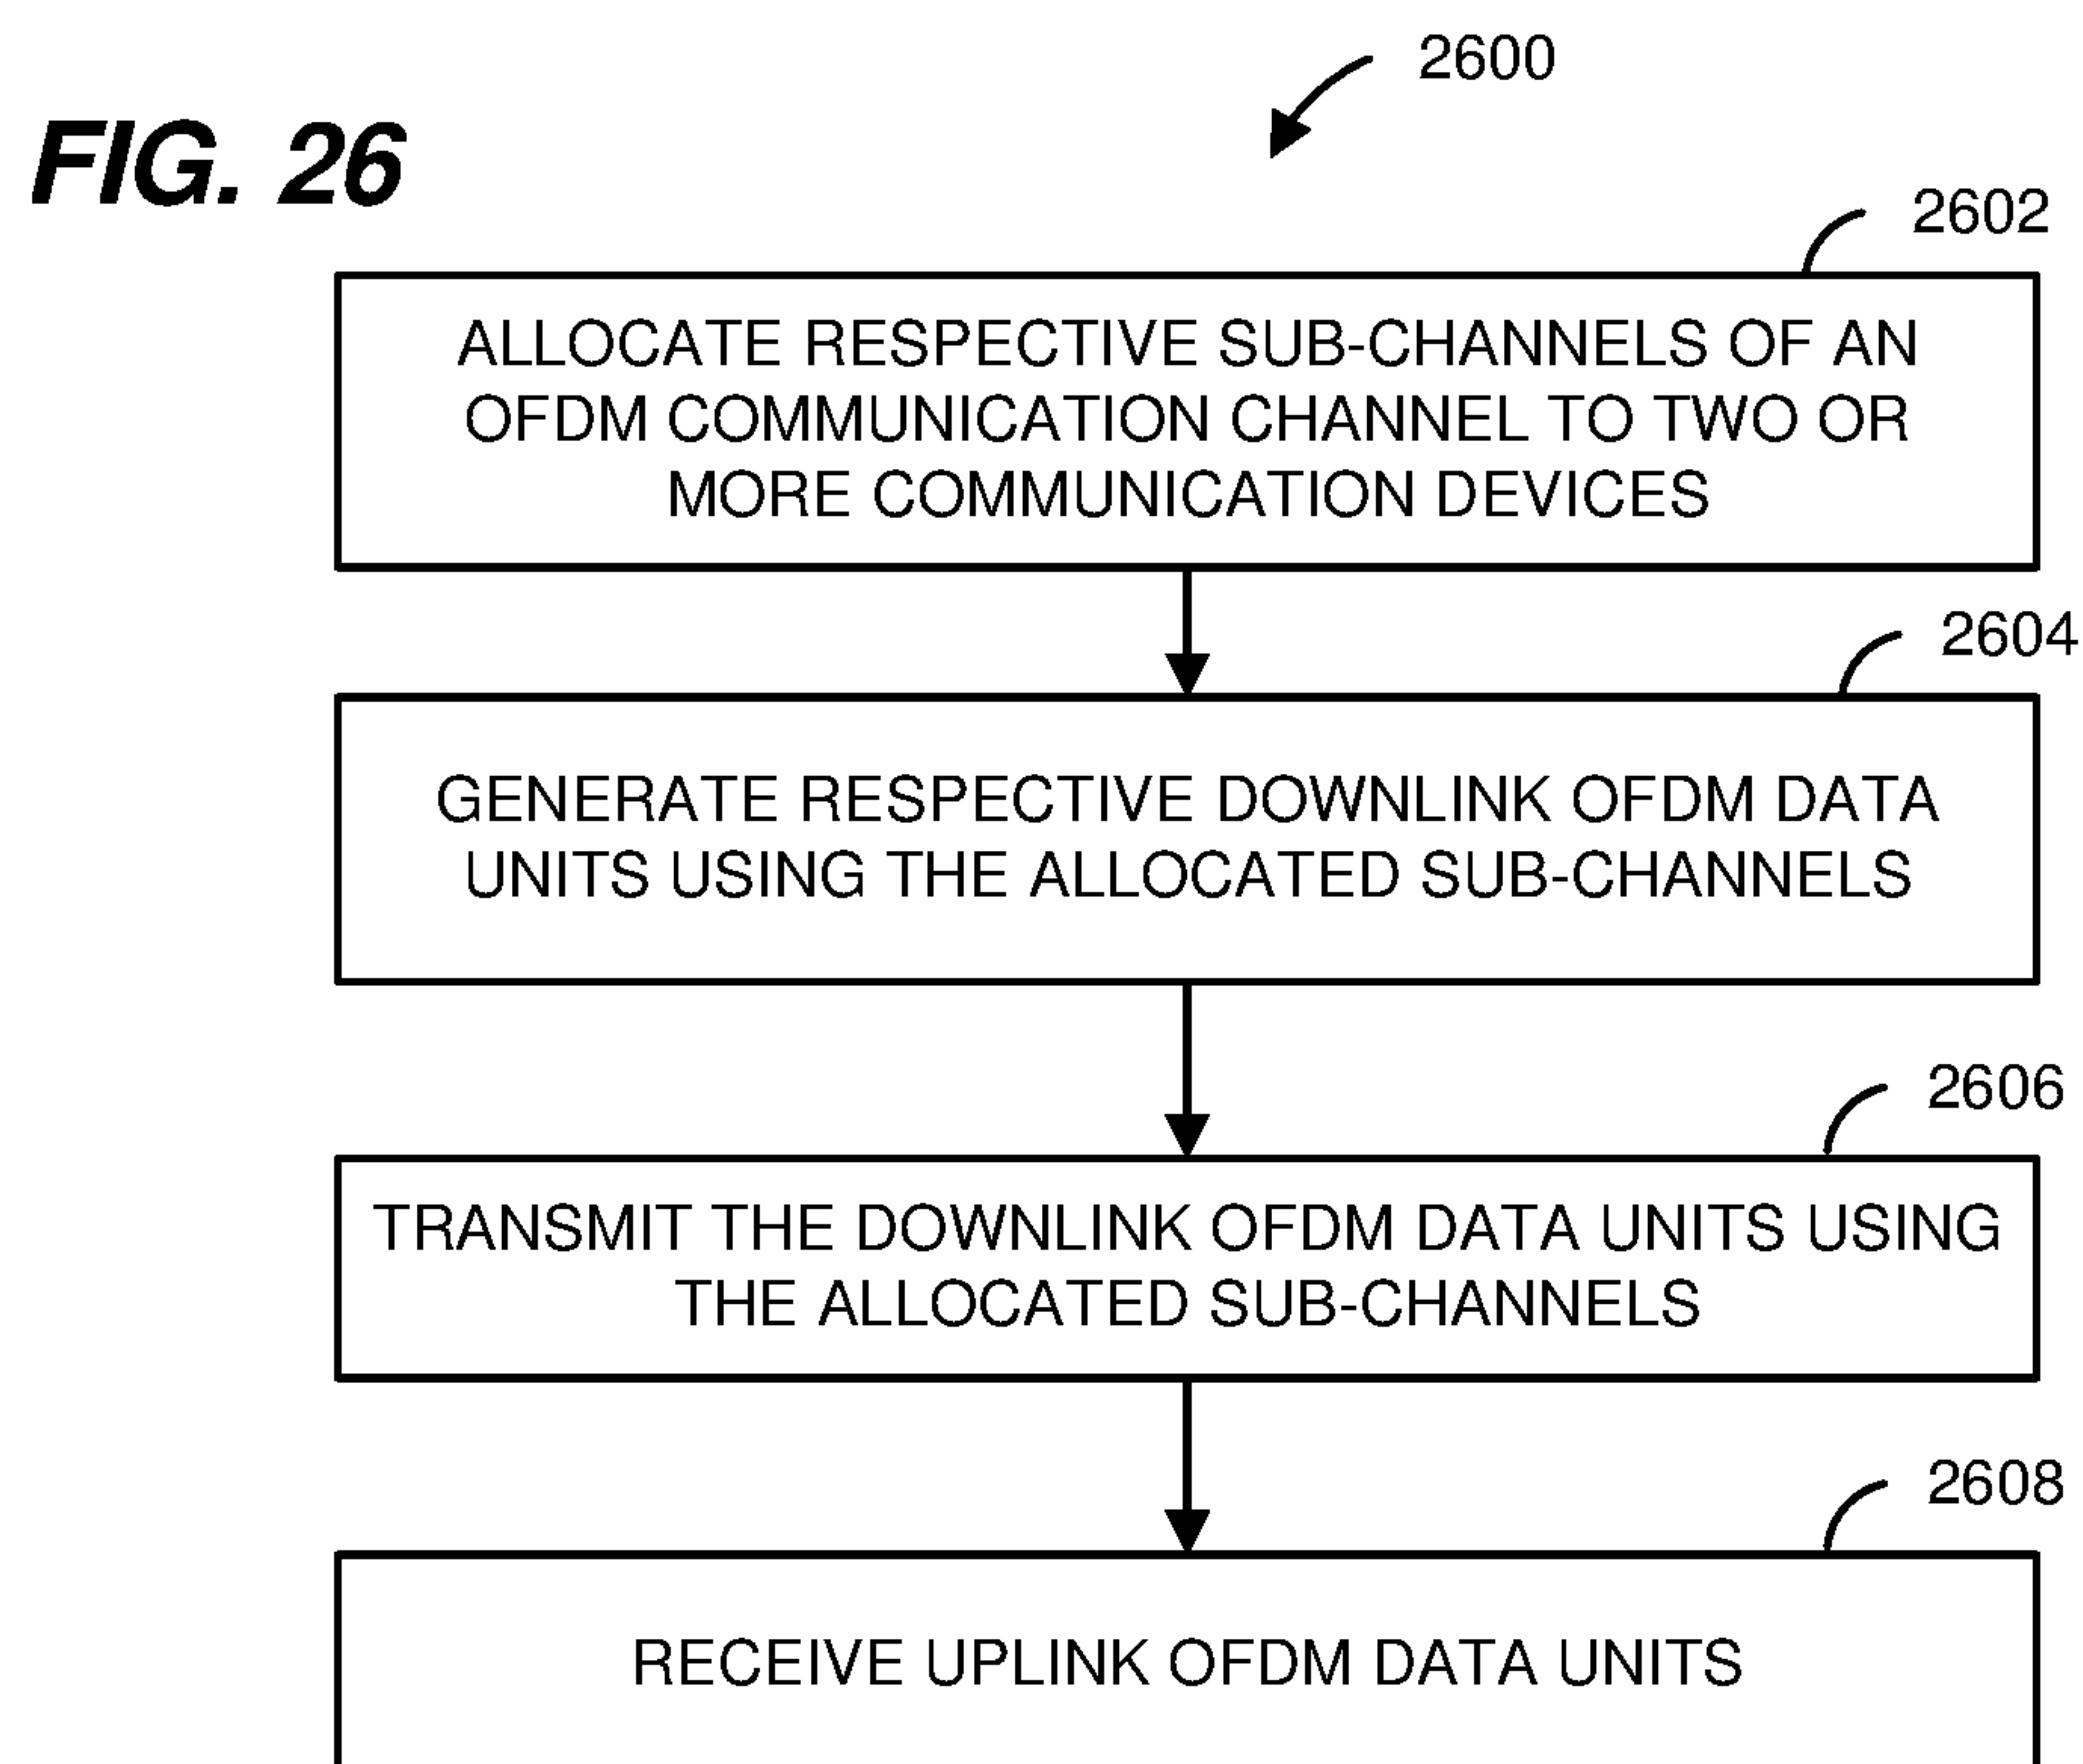 2600
FIG. 26
2602
ALLOCATE RESPECTIVE SUB-CHANNELS OF AN
OFDM COMMUNICATION CHANNEL TO TWO OR
MORE COMMUNICATION DEVICES
2604
GENERATE RESPECTIVE DOWNLINK OFDM DATA
UNITS USING THE ALLOCATED SUB-CHANNELS
2606
TRANSMIT THE DOWNLINK OFDM DATA UNITS USING
THE ALLOCATED SUB-CHANNELS
2608
RECEIVE UPLINK OFDM DATA UNITS